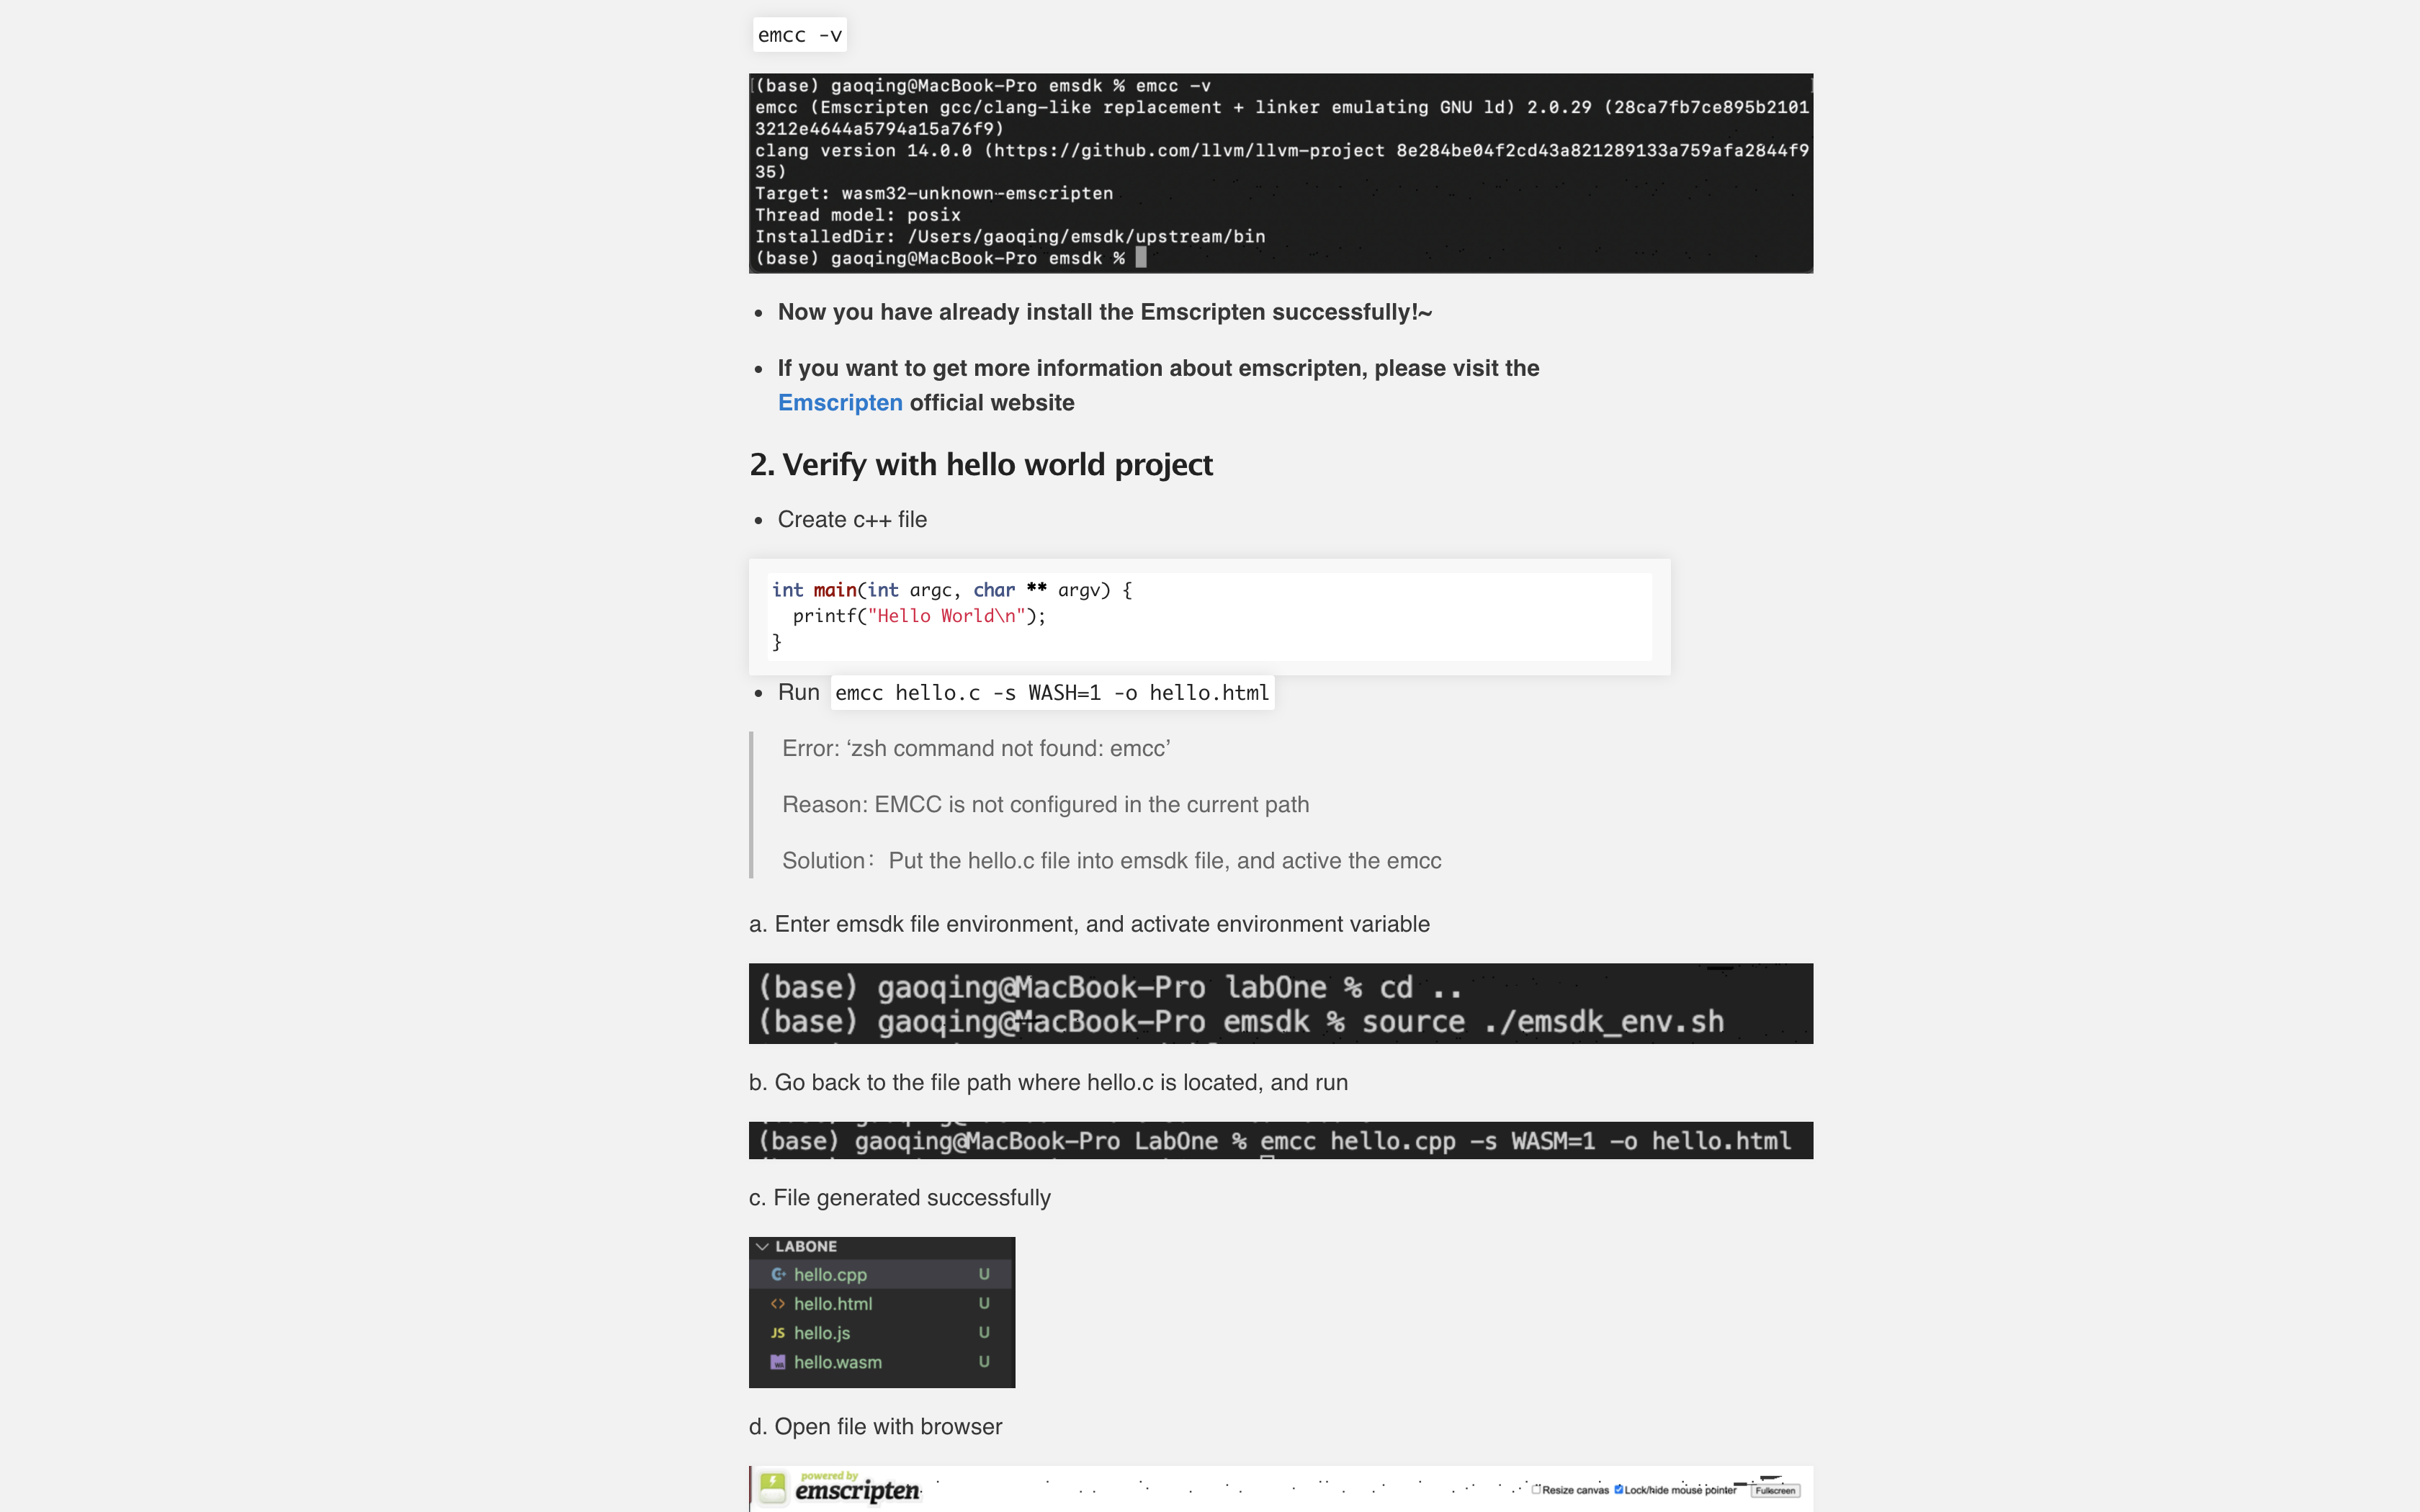 emcc -v
(base) gaoqing@MacBook-Pro emsdk % emcc -v
emcc (Emscripten gcc/clang-like replacement + linker emulating GNU ld) 2.0.29 (28ca7fb7ce895b2101
3212e4644a5794a15a76f9)
clang version 14.0.0 (https://github.com/llvm/llvm-project 8e284be04f2cd43a821289133a759afa2844f9
35)
Target: wasm32-unknown-emscripten
Thread model: posix
InstalledDir: /Users/gaoqing/emsdk/upstream/bin
(base) gaoqing@MacBook-Pro emsdk %
• Now you have already install the Emscripten successfully!~
• If you want to get more information about emscripten, please visit the
Emscripten official website
2. Verify with hello world project
• Create c++ file
int main(int argc, char ** argv) {
  printf("Hello World\n");
}
• Run emcc hello.c -s WASH=1 -o hello.html
Error: ‘zsh command not found: emcc’
Reason: EMCC is not configured in the current path
Solution： Put the hello.c file into emsdk file, and active the emcc
a. Enter emsdk file environment, and activate environment variable
(base) gaoqing@MacBook-Pro labOne % cd ..
(base) gaoqing@MacBook-Pro emsdk % source ./emsdk_env.sh
b. Go back to the file path where hello.c is located, and run
(base) gaoqing@MacBook-Pro LabOne % emcc hello.cpp -s WASM=1 -o hello.html
c. File generated successfully
LABONE
hello.cpp U
hello.html U
JS hello.js U
hello.wasm U
d. Open file with browser
powered by
emscripten
Resize canvas Lock/hide mouse pointer Fullscreen